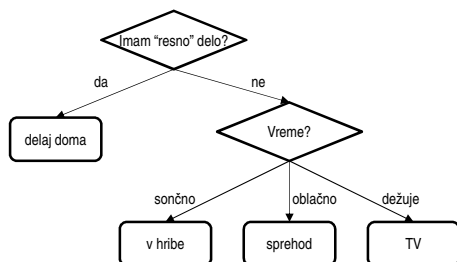 Imam “resno” delo?
da
ne
delaj doma
Vreme?
sončno
oblačno
dežuje
v hribe
sprehod
TV